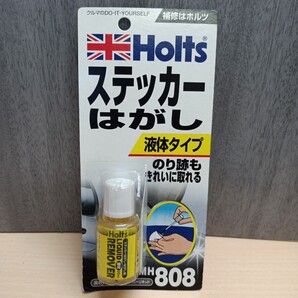 クルマのDO-IT-YOURSELF
補修はホルツ
Holts
ステッカー
はがし
液体タイプ
のり跡も
きれいに取れる
Holts
LIQUID
REMOVER
MH808